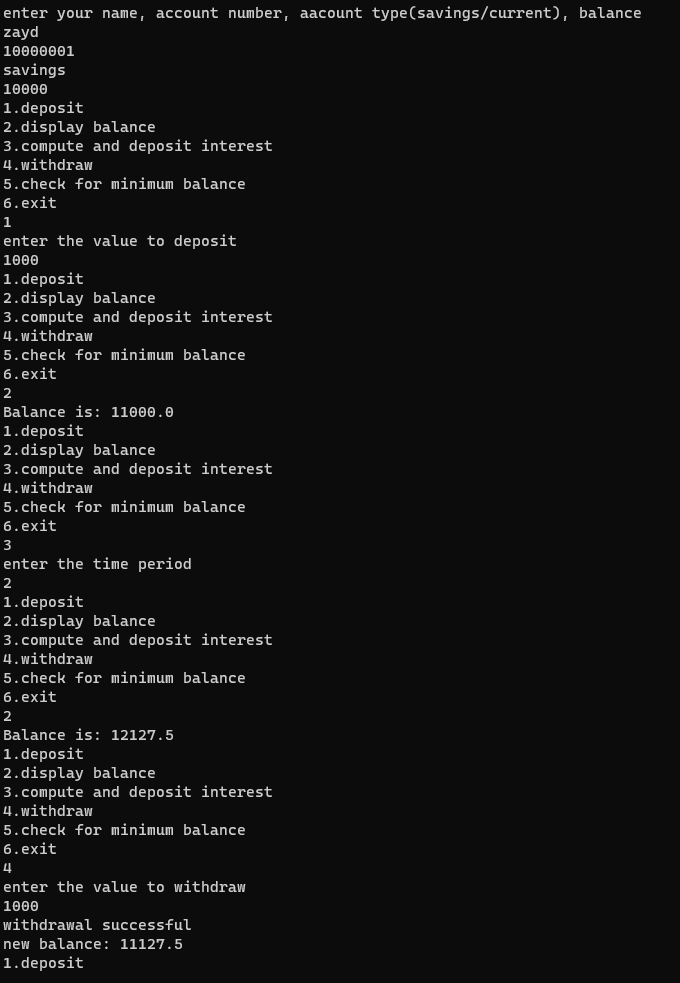 enter your name, account number, aacount type(savings/current), balance
zayd
10000001
savings
10000
1.deposit
2.display balance
3.compute and deposit interest
4.withdraw
5.check for minimum balance
6.exit
1
enter the value to deposit
1000
1.deposit
2.display balance
3.compute and deposit interest
4.withdraw
5.check for minimum balance
6.exit
2
Balance is: 11000.0
1.deposit
2.display balance
3.compute and deposit interest
4.withdraw
5.check for minimum balance
6.exit
3
enter the time period
2
1.deposit
2.display balance
3.compute and deposit interest
4.withdraw
5.check for minimum balance
6.exit
2
Balance is: 12127.5
1.deposit
2.display balance
3.compute and deposit interest
4.withdraw
5.check for minimum balance
6.exit
4
enter the value to withdraw
1000
withdrawal successful
new balance: 11127.5
1.deposit